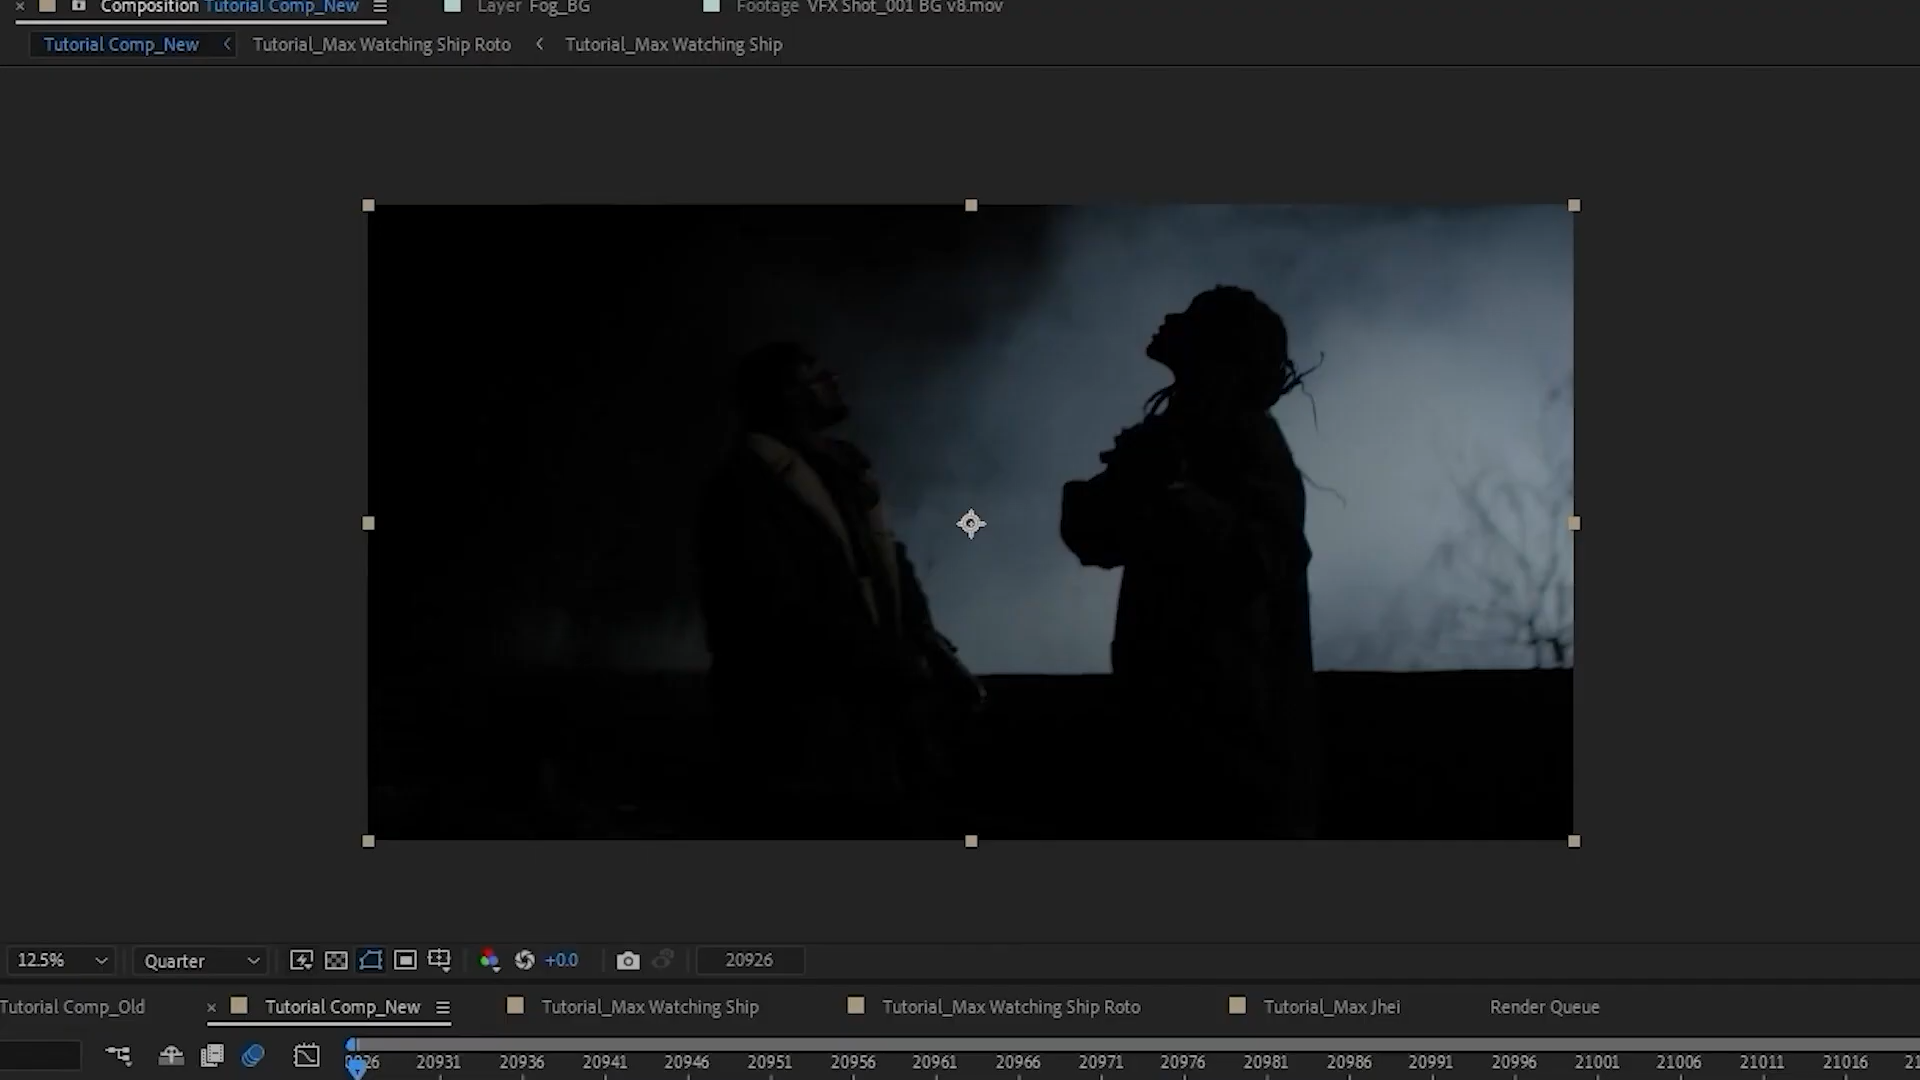 Composition Tutorial Comp_New
Layer Fog_BG
Footage VFX Shot_001 BG v8.mov
Tutorial Comp_New
Tutorial_Max Watching Ship Roto
Tutorial_Max Watching Ship
12.5%
Quarter
+0.0
20926
Tutorial Comp_Old
Tutorial Comp_New
Tutorial_Max Watching Ship
Tutorial_Max Watching Ship Roto
Tutorial_Max Jhei
Render Queue
20931 20936 20941 20946 20951 20956 20961 20966 20971 20976 20981 20986 20991 20996 21001 21006 21011 21016